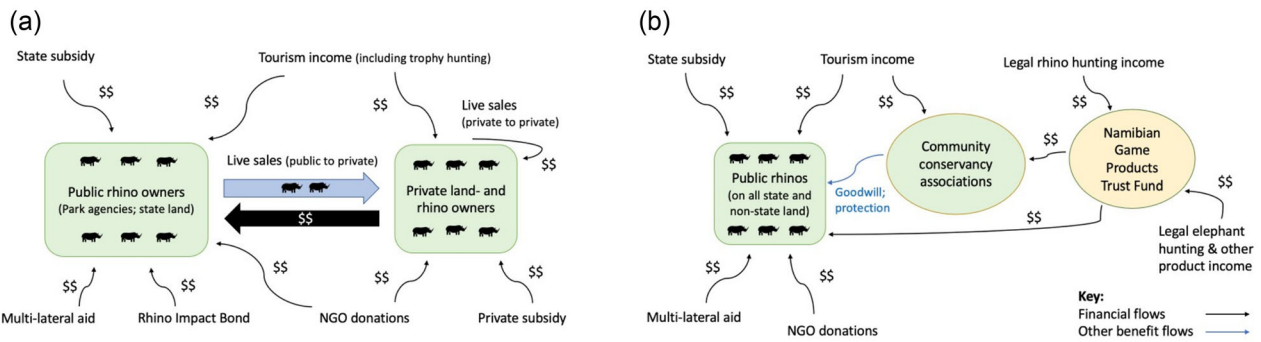 (a)
State subsidy
Tourism income (including trophy hunting)
$$
$$
$$
Live sales
(private to private)
$$
Public rhino owners
(Park agencies; state land)
Live sales (public to private)
$$
Private land- and
rhino owners
$$
$$
$$
$$
$$
Multi-lateral aid
Rhino Impact Bond
NGO donations
Private subsidy
(b)
State subsidy
Tourism income
Legal rhino hunting income
$$
$$
$$
$$
Public rhinos
(on all state and
non-state land)
Goodwill;
protection
Community
conservancy
associations
$$
Namibian
Game
Products
Trust Fund
$$
$$
Legal elephant
hunting & other
product income
$$
$$
Multi-lateral aid
NGO donations
Key:
Financial flows
Other benefit flows